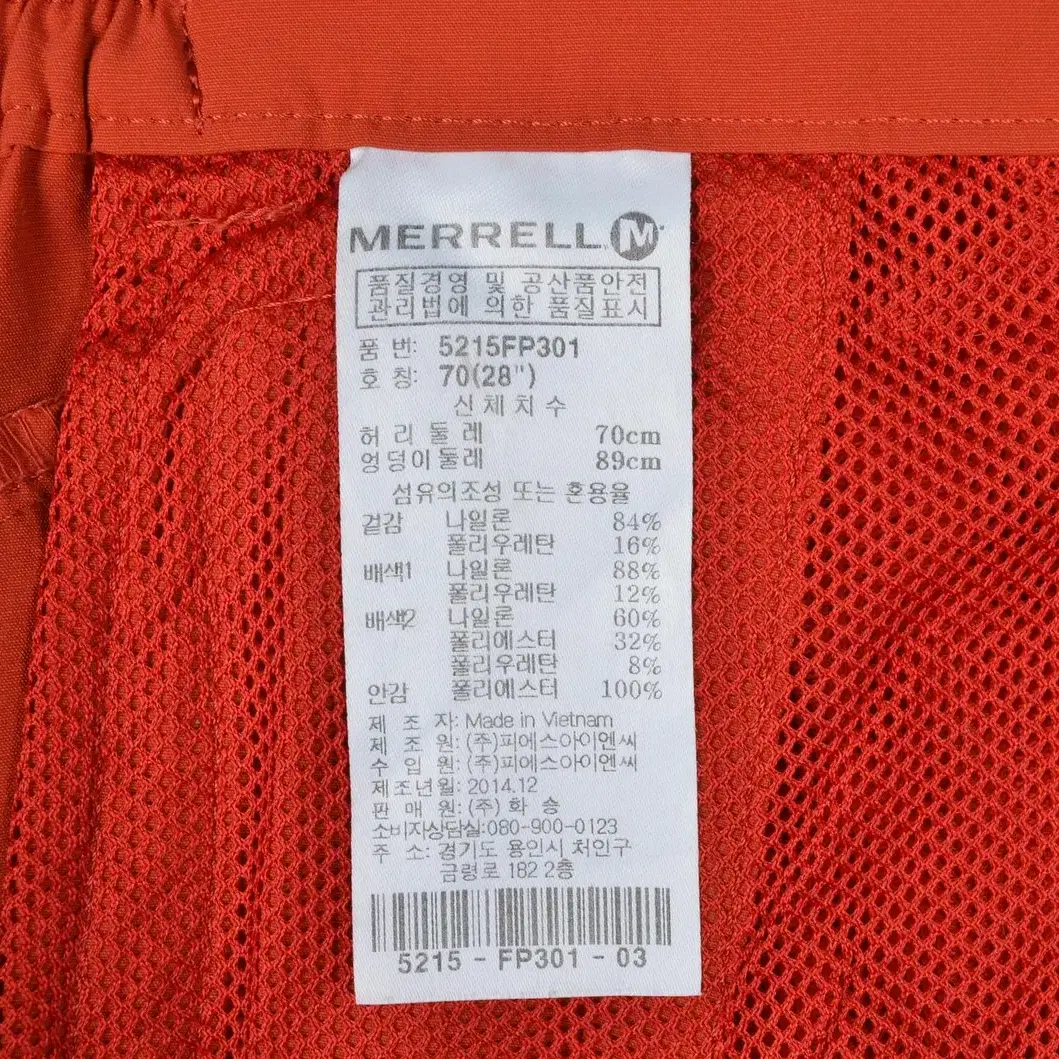 MERRELL M
품질경영 및 공산품안전
관리법에 의한 품질표시
품 번: 5215FP301
호 칭: 70(28")
신체치수
허리둘레 70cm
엉덩이둘레 89cm
섬유의조성 또는 혼용율
겉감 나일론 84%
폴리우레탄 16%
배색1 나일론 88%
폴리우레탄 12%
배색2 나일론 60%
폴리에스터 32%
폴리우레탄 8%
안감 폴리에스터 100%
제 조 자: Made in Vietnam
제 조 원: (주)피에스아이엔씨
수 입 원: (주)피에스아이엔씨
제조년월: 2014.12
판 매 원: (주) 화 승
소비자상담실:080-900-0123
주 소: 경기도 용인시 처인구
금령로 182 2층
5215 - FP301 - 03